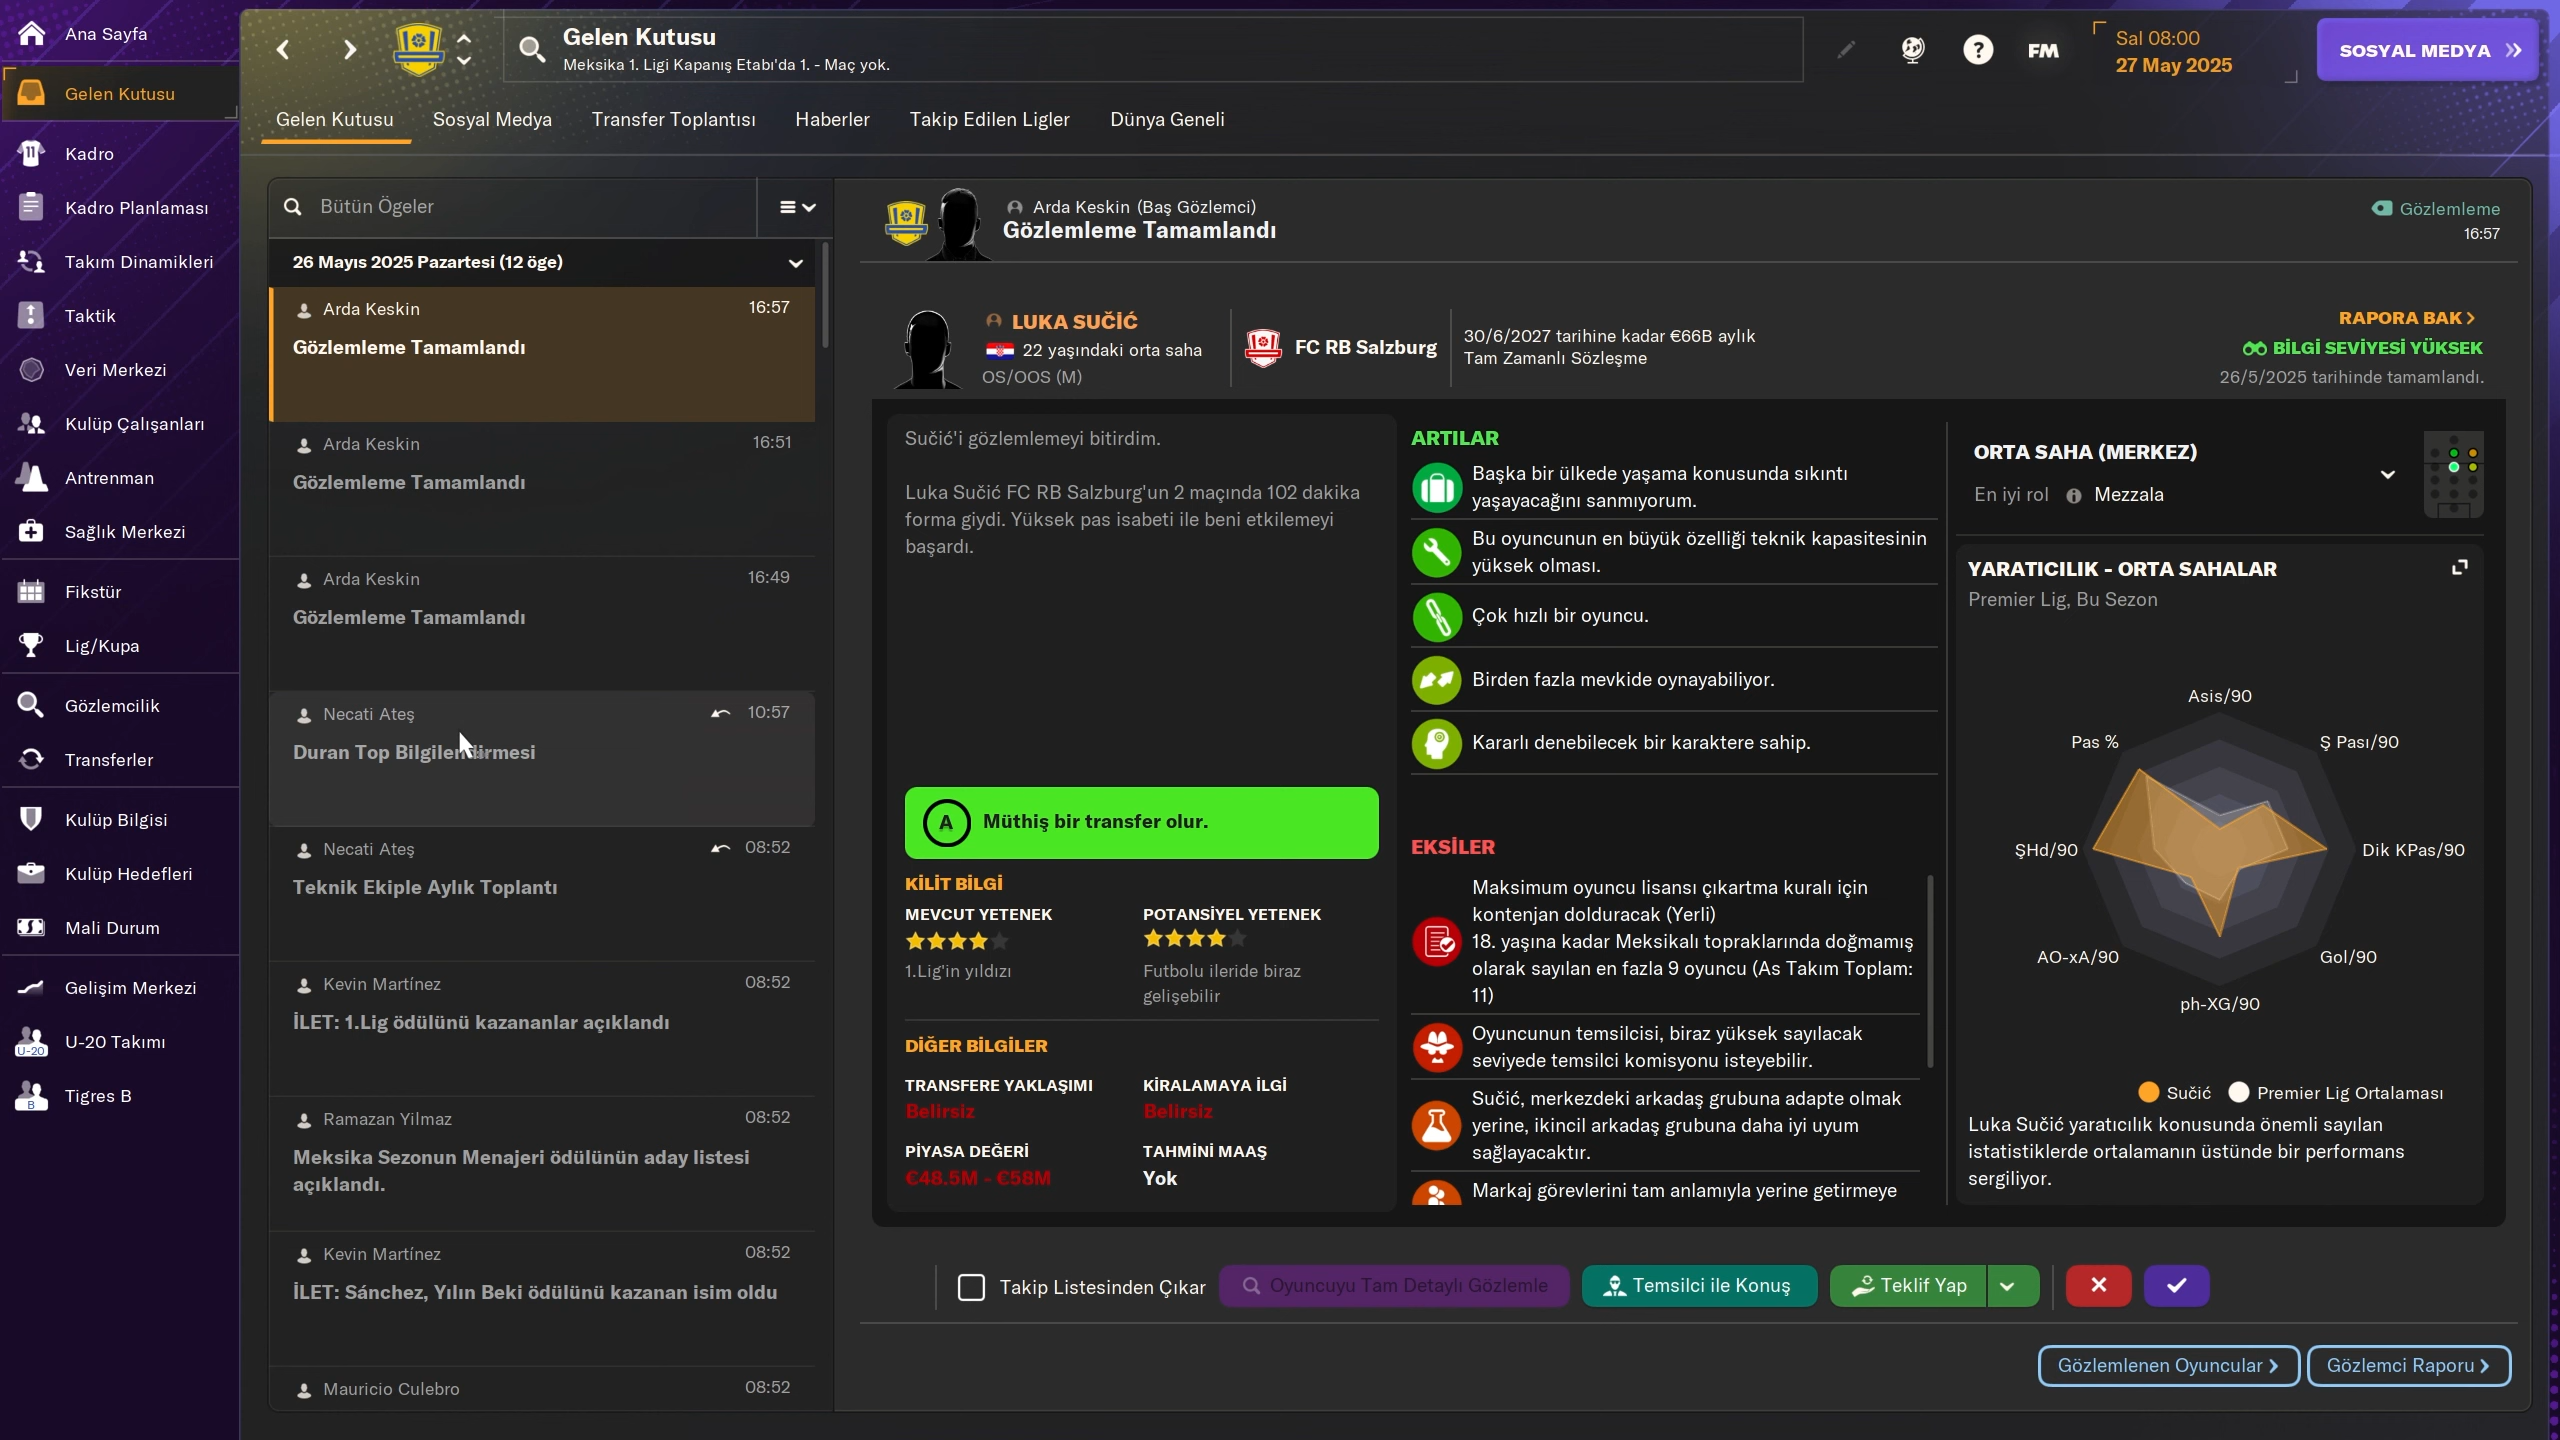 Ana Sayfa
Gelen Kutusu
Kadro
Kadro Planlaması
Takım Dinamikleri
Taktik
Veri Merkezi
Kulüp Çalışanları
Antrenman
Sağlık Merkezi
Fikstür
Lig/Kupa
Gözlemcilik
Transferler
Kulüp Bilgisi
Kulüp Hedefleri
Mali Durum
Gelişim Merkezi
U-20
U-20 Takımı
B
Tigres B
Gelen Kutusu
Meksika 1. Ligi Kapanış Etabı'da 1. - Maç yok.
?
FM
Sal 08:00
27 May 2025
SOSYAL MEDYA
Gelen Kutusu
Sosyal Medya
Transfer Toplantısı
Haberler
Takip Edilen Ligler
Dünya Geneli
Bütün Ögeler
26 Mayıs 2025 Pazartesi (12 öge)
Arda Keskin 16:57
Gözlemleme Tamamlandı
Arda Keskin 16:51
Gözlemleme Tamamlandı
Arda Keskin 16:49
Gözlemleme Tamamlandı
Necati Ateş 10:57
Duran Top Bilgilendirmesi
Necati Ateş 08:52
Teknik Ekiple Aylık Toplantı
Kevin Martínez 08:52
İLET: 1.Lig ödülünü kazananlar açıklandı
Ramazan Yilmaz 08:52
Meksika Sezonun Menajeri ödülünün aday listesi
açıklandı.
Kevin Martínez 08:52
İLET: Sánchez, Yılın Beki ödülünü kazanan isim oldu
Mauricio Culebro 08:52
Arda Keskin (Baş Gözlemci)
Gözlemleme Tamamlandı
Gözlemleme
16:57
LUKA SUČIĆ
22 yaşındaki orta saha
OS/OOS (M)
FC RB Salzburg
30/6/2027 tarihine kadar €66B aylık
Tam Zamanlı Sözleşme
RAPORA BAK
BİLGİ SEVİYESİ YÜKSEK
26/5/2025 tarihinde tamamlandı.
Sučić'i gözlemlemeyi bitirdim.
Luka Sučić FC RB Salzburg'un 2 maçında 102 dakika
forma giydi. Yüksek pas isabeti ile beni etkilemeyi
başardı.
A
Müthiş bir transfer olur.
KİLİT BİLGİ
MEVCUT YETENEK
1.Lig'in yıldızı
POTANSİYEL YETENEK
Futbolu ileride biraz
gelişebilir
DİĞER BİLGİLER
TRANSFERE YAKLAŞIMI
Belirsiz
KİRALAMAYA İLGİ
Belirsiz
PİYASA DEĞERİ
€48.5M - €58M
TAHMİNİ MAAŞ
Yok
ARTILAR
Başka bir ülkede yaşama konusunda sıkıntı
yaşayacağını sanmıyorum.
Bu oyuncunun en büyük özelliği teknik kapasitesinin
yüksek olması.
Çok hızlı bir oyuncu.
Birden fazla mevkide oynayabiliyor.
Kararlı denebilecek bir karaktere sahip.
EKSİLER
Maksimum oyuncu lisansı çıkartma kuralı için
kontenjan dolduracak (Yerli)
18. yaşına kadar Meksikalı topraklarında doğmamış
olarak sayılan en fazla 9 oyuncu (As Takım Toplam:
11)
Oyuncunun temsilcisi, biraz yüksek sayılacak
seviyede temsilci komisyonu isteyebilir.
Sučić, merkezdeki arkadaş grubuna adapte olmak
yerine, ikincil arkadaş grubuna daha iyi uyum
sağlayacaktır.
Markaj görevlerini tam anlamıyla yerine getirmeye
ORTA SAHA (MERKEZ)
En iyi rol Mezzala
YARATICILIK - ORTA SAHALAR
Premier Lig, Bu Sezon
Asis/90
Pas %
Ş Pası/90
ŞHd/90
Dik KPas/90
AO-xA/90
Gol/90
ph-XG/90
Sučić
Premier Lig Ortalaması
Luka Sučić yaratıcılık konusunda önemli sayılan
istatistiklerde ortalamanın üstünde bir performans
sergiliyor.
Takip Listesinden Çıkar
Oyuncuyu Tam Detaylı Gözlemle
Temsilci ile Konuş
Teklif Yap
Gözlemlenen Oyuncular
Gözlemci Raporu